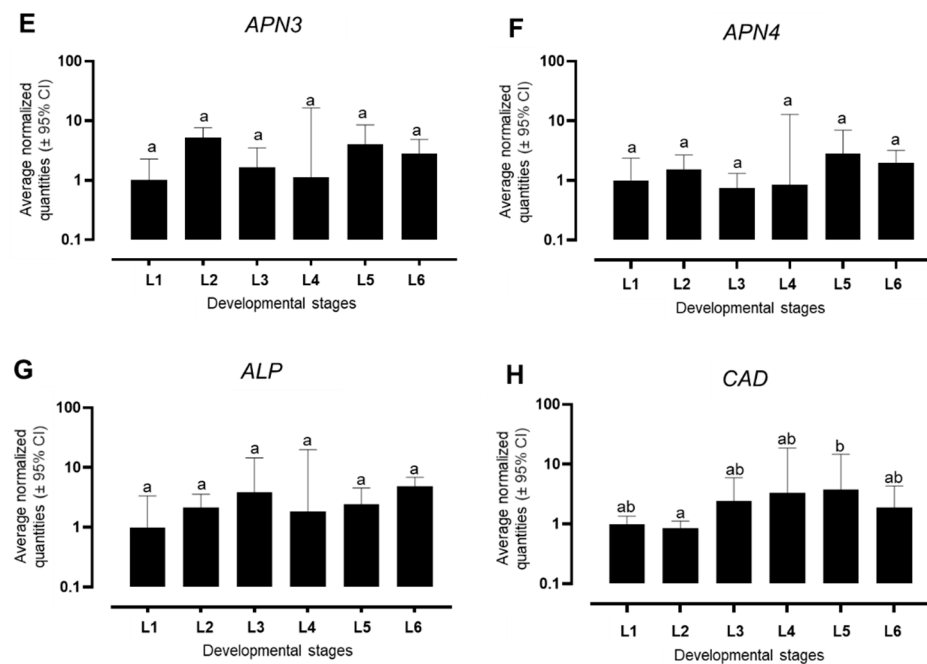 E
APN3
Average normalized
quantities (± 95% CI)
100
10
1
0.1
a
a
a
a
a
a
L1 L2 L3 L4 L5 L6
Developmental stages
F
APN4
Average normalized
quantities (± 95% CI)
100
10
1
0.1
a
a
a
a
a
a
L1 L2 L3 L4 L5 L6
Developmental stages
G
ALP
Average normalized
quantities (± 95% CI)
100
10
1
0.1
a
a
a
a
a
a
L1 L2 L3 L4 L5 L6
Developmental stages
H
CAD
Average normalized
quantities (± 95% CI)
100
10
1
0.1
ab
a
ab
ab
b
ab
L1 L2 L3 L4 L5 L6
Developmental stages